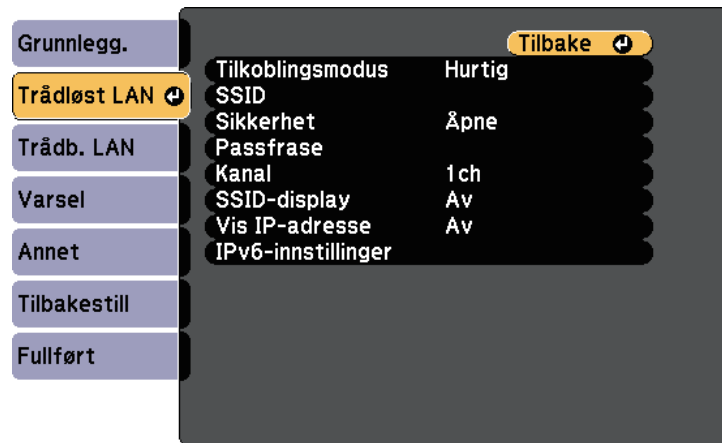 Grunnlegg.
Trådløst LAN
Trådb. LAN
Varsel
Annet
Tilbakestill
Fullført
Tilbake
Tilkoblingsmodus Hurtig
SSID
Sikkerhet Åpne
Passfrase
Kanal 1ch
SSID-display Av
Vis IP-adresse Av
IPv6-innstillinger